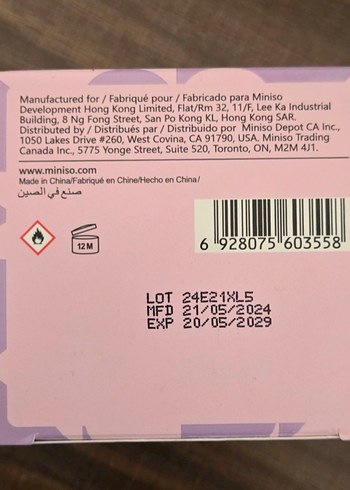 Manufactured for / Fabriqué pour / Fabricado para Miniso
Development Hong Kong Limited, Flat/Rm 32, 11/F, Lee Ka Industrial
Building, 8 Ng Fong Street, San Po Kong KL, Hong Kong SAR.
Distributed by / Distribués par / Distribuido por Miniso Depot CA Inc.,
1050 Lakes Drive #260, West Covina, CA 91790, USA. Miniso Trading
Canada Inc., 5775 Yonge Street, Suite 520, Toronto, ON, M2M 4J1.
www.miniso.com
Made in China/Fabriqué en Chine/Hecho en China/
صنع في الصين
12 M
6 928075 603558
LOT 24E21XL5
MFD 21/05/2024
EXP 20/05/2029